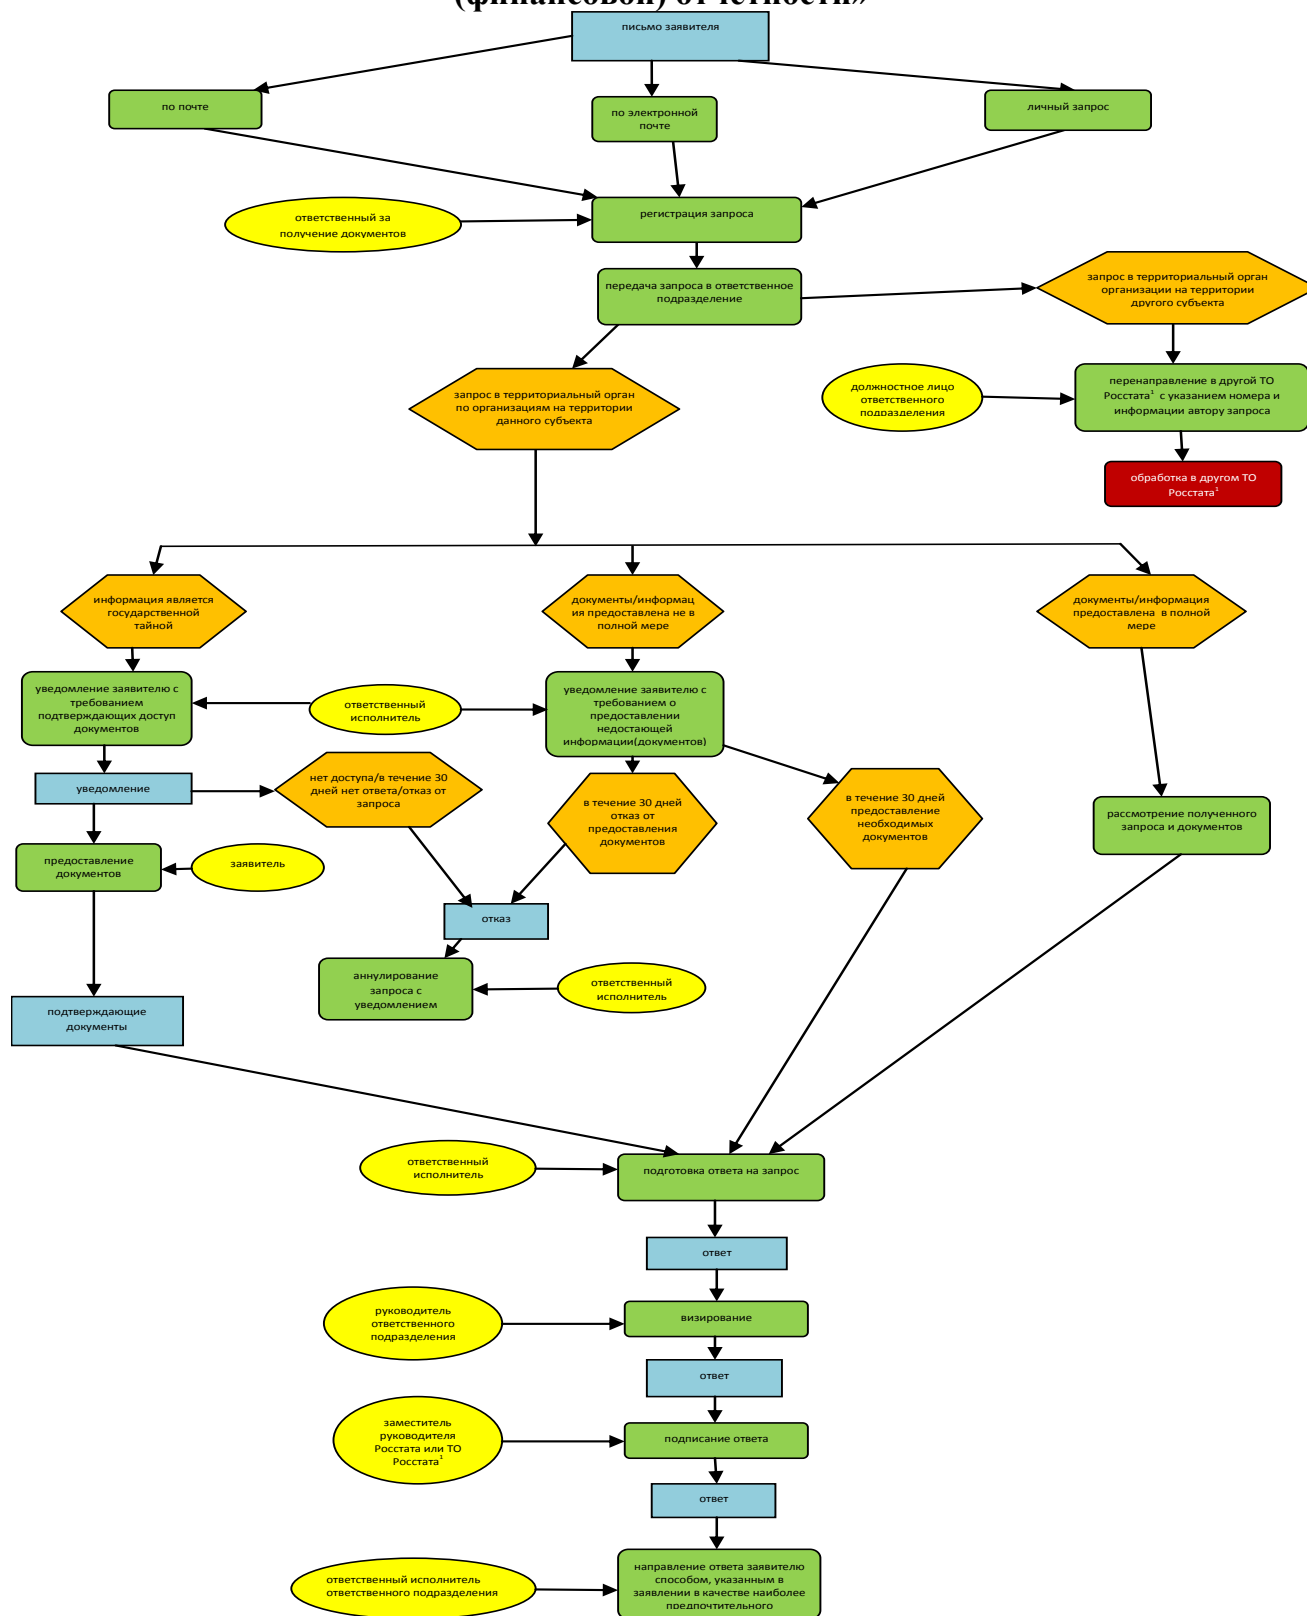 (финансовой) отчетности»
письмо заявителя
по почте
по электронной
почте
личный запрос
ответственный за
получение документов
регистрация запроса
передача запроса в ответственное
подразделение
запрос в территориальный орган
организации на территории
другого субъекта
запрос в территориальный орган
по организациям на территории
данного субъекта
должностное лицо
ответственного
подразделения
перенаправление в другой ТО
Росстата¹ с указанием номера и
информации автору запроса
обработка в другом ТО
Росстата¹
информация является
государственной
тайной
документы/информац
ия предоставлена не в
полной мере
документы/информация
предоставлена в полной
мере
уведомление заявителю с
требованием
подтверждающих доступ
документов
ответственный
исполнитель
уведомление заявителю с
требованием о
предоставлении
недостающей
информации(документов)
уведомление
нет доступа/в течение 30
дней нет ответа/отказ от
запроса
в течение 30 дней
отказ от
предоставления
документов
в течение 30 дней
предоставление
необходимых
документов
рассмотрение полученного
запроса и документов
предоставление
документов
заявитель
отказ
аннулирование
запроса с
уведомлением
ответственный
исполнитель
подтверждающие
документы
ответственный
исполнитель
подготовка ответа на запрос
ответ
руководитель
ответственного
подразделения
визирование
ответ
заместитель
руководителя
Росстата или ТО
Росстата¹
подписание ответа
ответ
ответственный исполнитель
ответственного подразделения
направление ответа заявителю
способом, указанным в
заявлении в качестве наиболее
предпочтительного